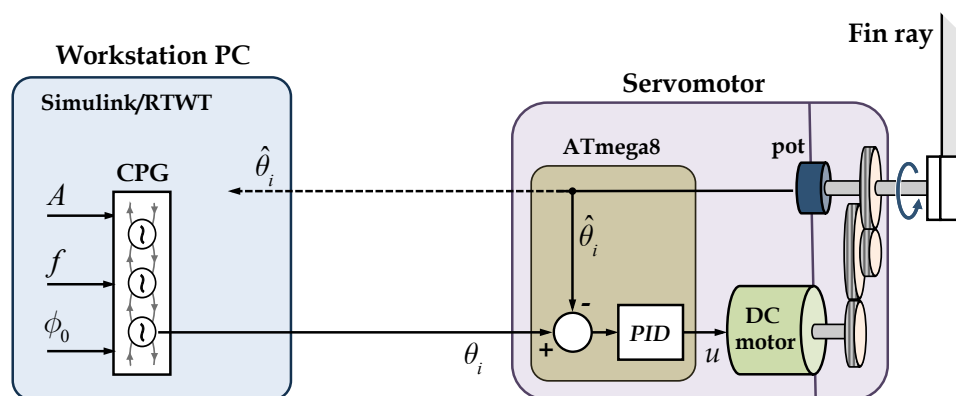 Fin ray
Workstation PC
Servomotor
Simulink/RTWT
ATmega8
pot
CPG
θ̂ᵢ
A
θ̂ᵢ
f
-
ϕ₀
+
PID
DC
motor
θᵢ
u